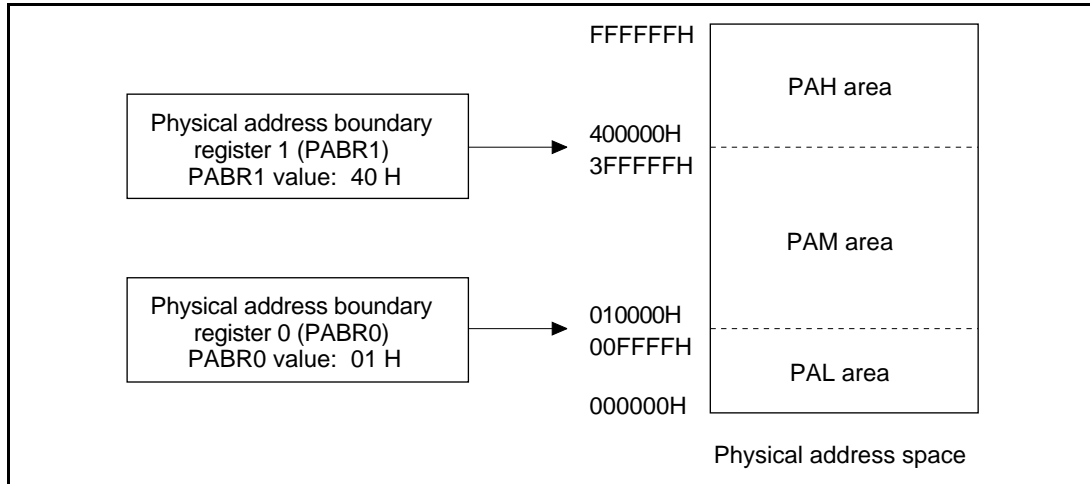 FFFFFFH
PAH area
Physical address boundary
register 1 (PABR1)
PABR1 value: 40 H
400000H
3FFFFFH
PAM area
Physical address boundary
register 0 (PABR0)
PABR0 value: 01 H
010000H
00FFFFH
PAL area
000000H
Physical address space